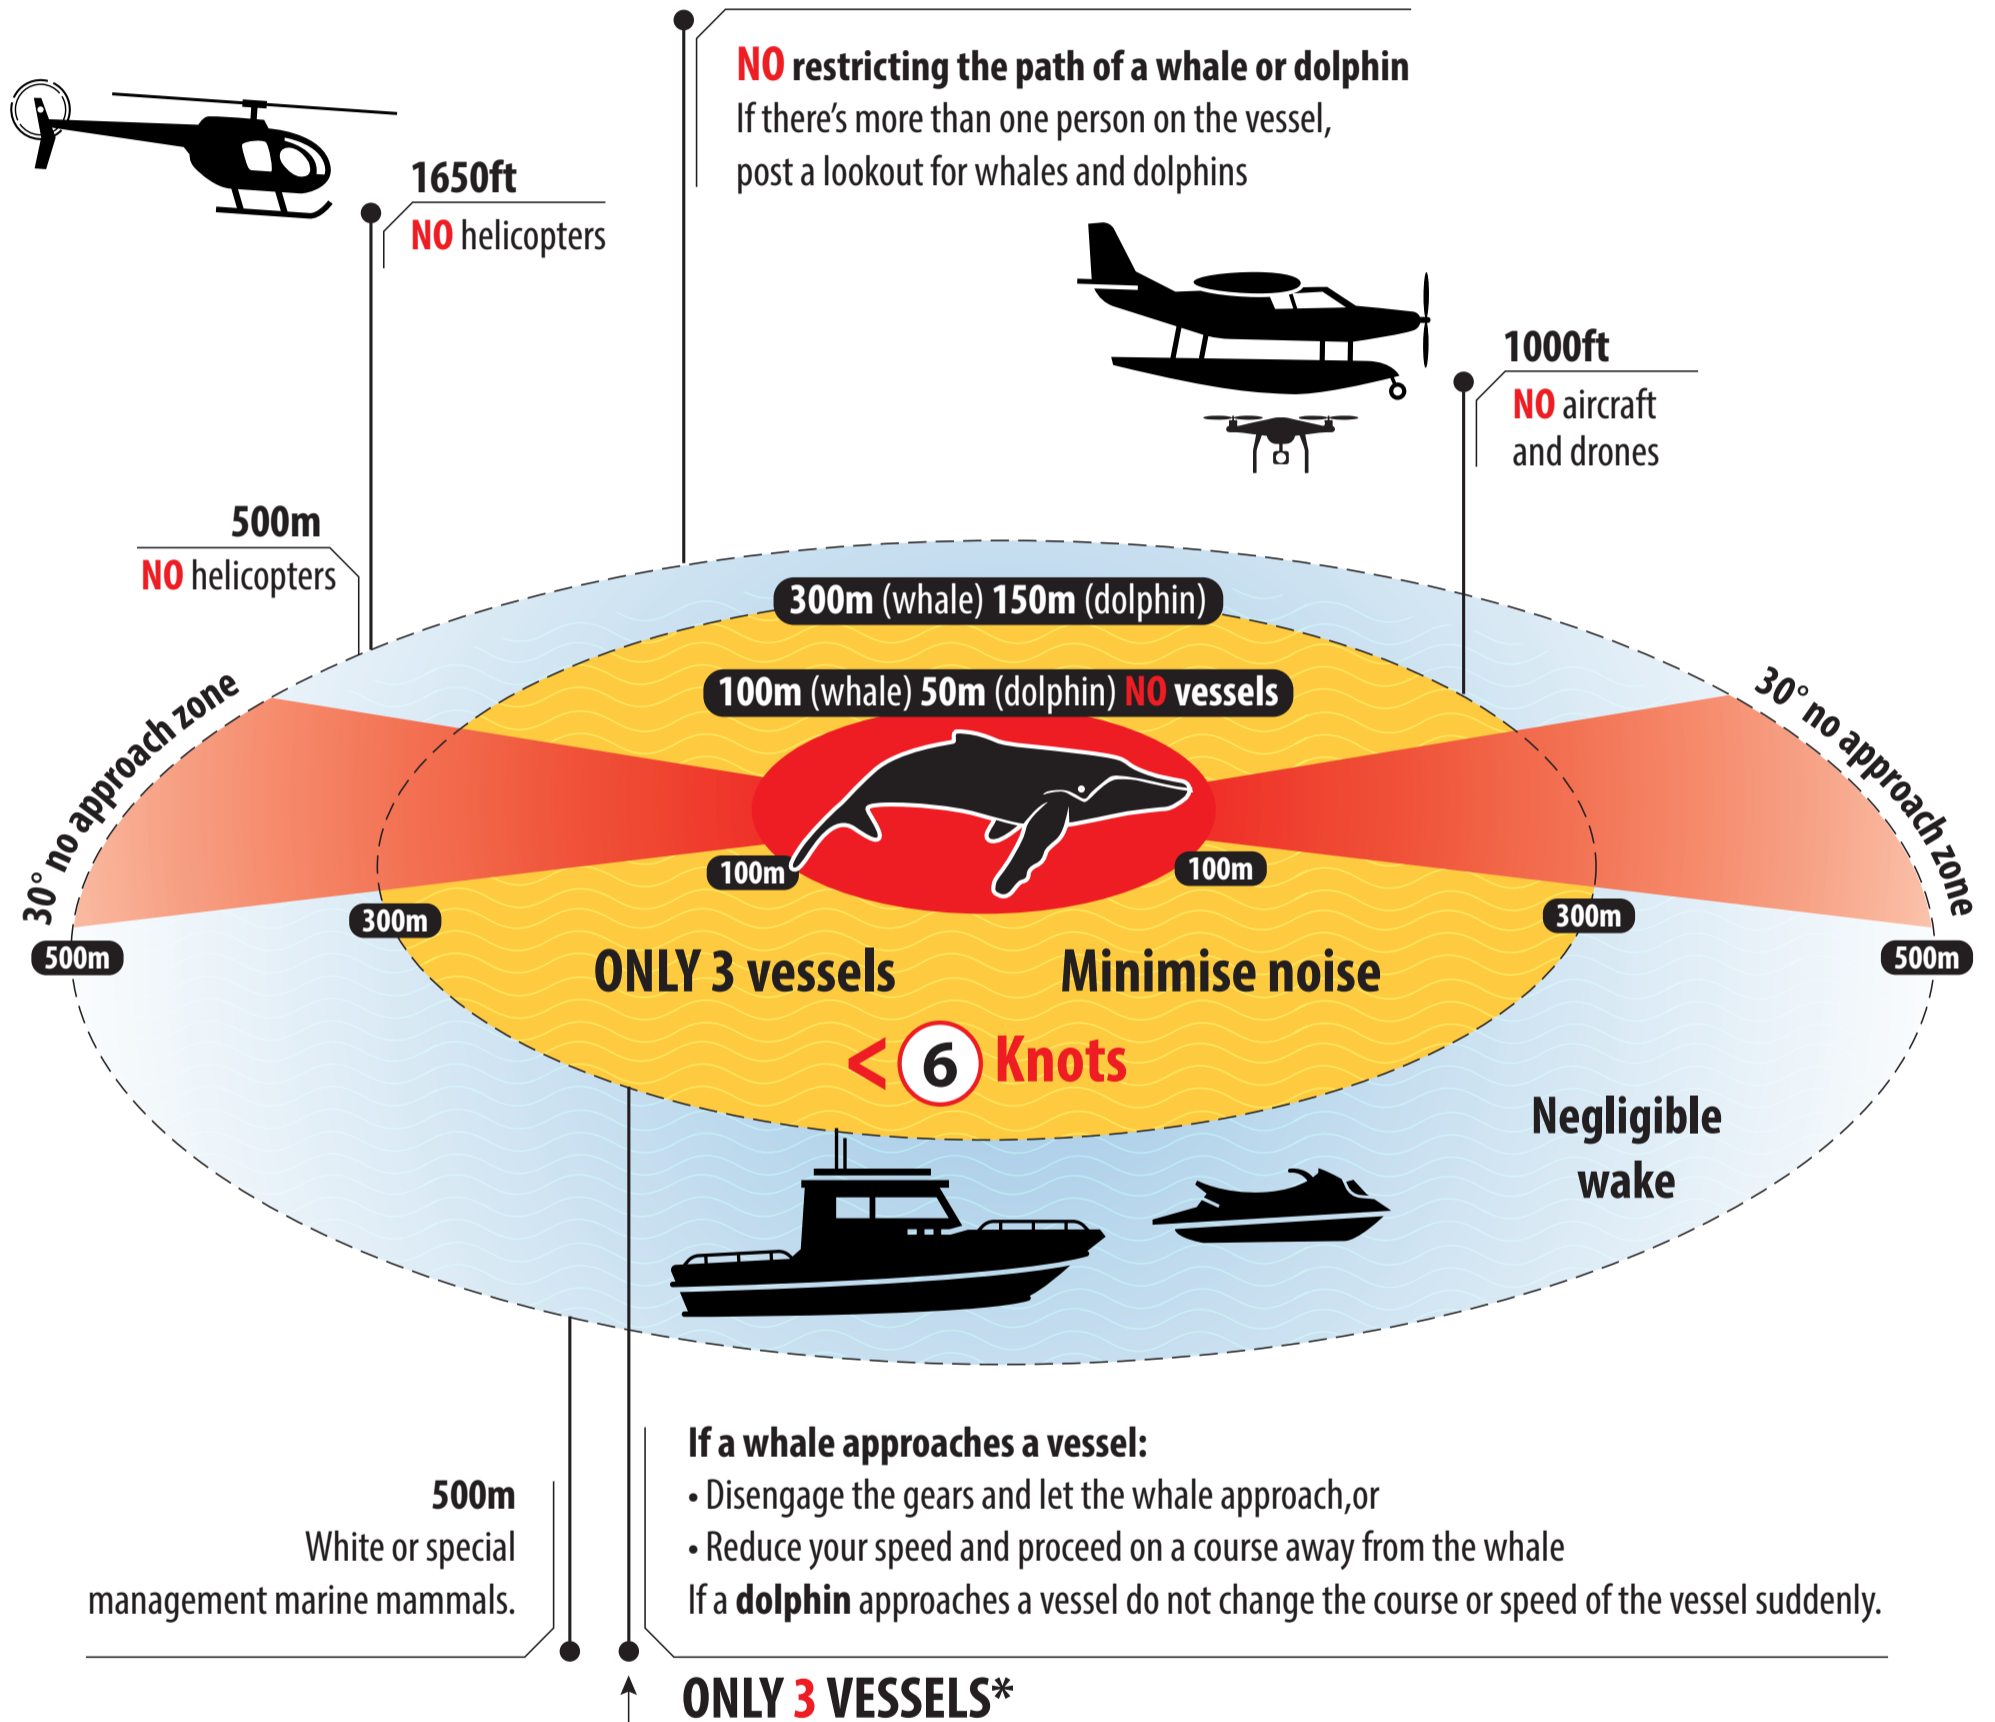 NO restricting the path of a whale or dolphin
If there's more than one person on the vessel,
post a lookout for whales and dolphins
1650ft
NO helicopters
1000ft
NO aircraft
and drones
500m
NO helicopters
300m (whale) 150m (dolphin)
100m (whale) 50m (dolphin) NO vessels
30° no approach zone
30° no approach zone
100m
100m
300m
300m
500m
500m
ONLY 3 vessels
Minimise noise
< 6 Knots
Negligible
wake
500m
White or special
management marine mammals.
If a whale approaches a vessel:
• Disengage the gears and let the whale approach,or
• Reduce your speed and proceed on a course away from the whale
If a dolphin approaches a vessel do not change the course or speed of the vessel suddenly.
ONLY 3 VESSELS*